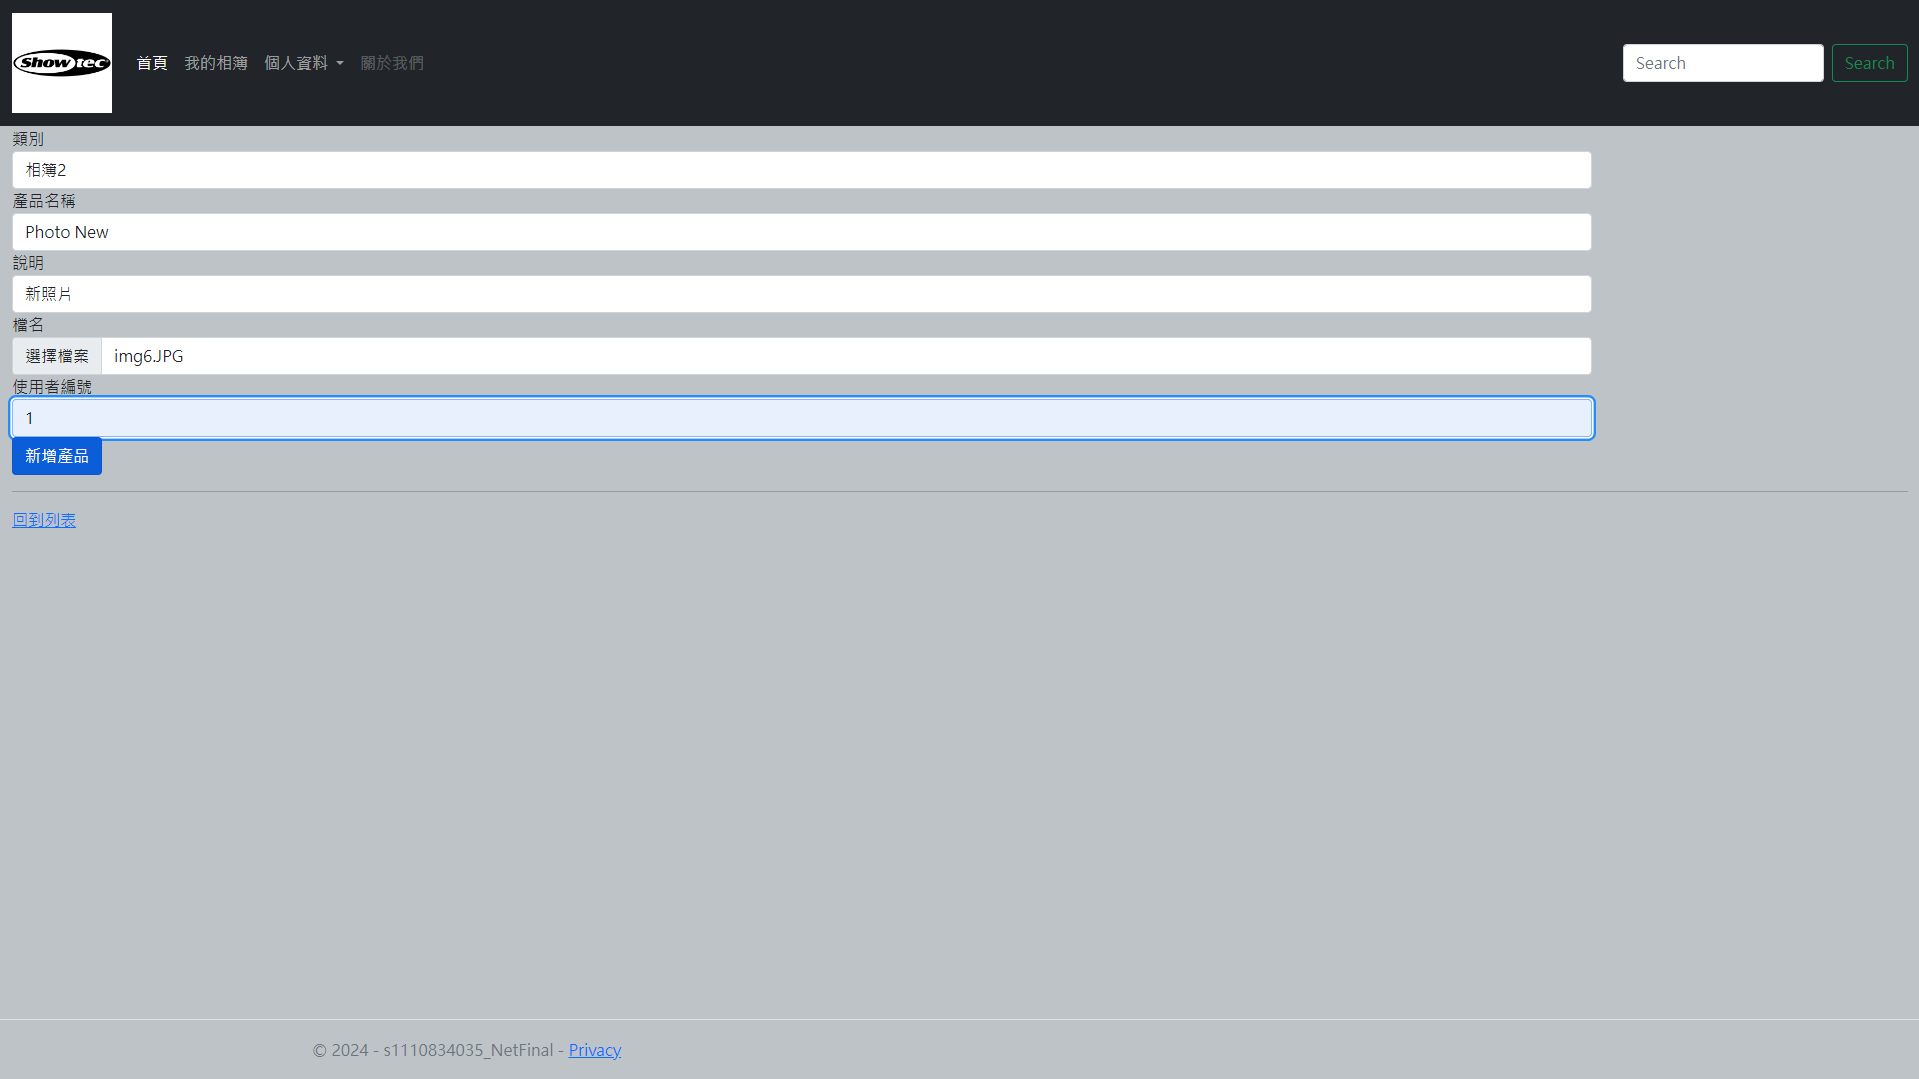 Showtec
首頁 我的相簿 個人資料 關於我們
Search Search
類別
相簿2
產品名稱
Photo New
說明
新照片
檔名
選擇檔案 img6.JPG
使用者編號
1
新增產品
回到列表
© 2024 - s1110834035_NetFinal - Privacy